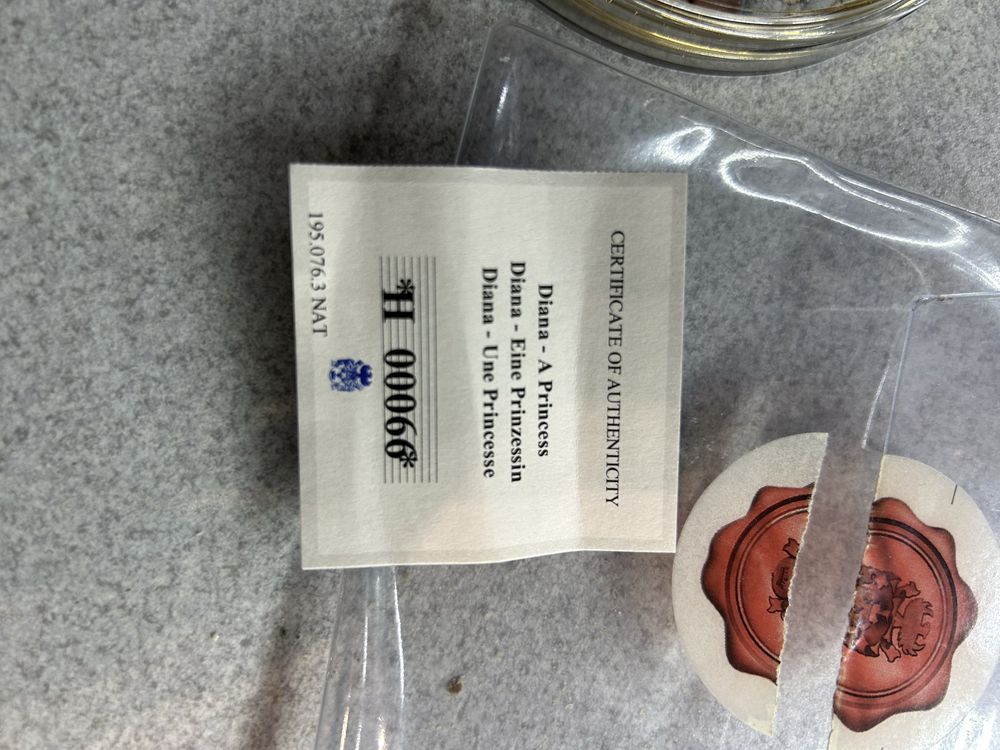 CERTIFICATE OF AUTHENTICITY
Diana - A Princess
Diana - Eine Prinzessin
Diana - Une Princesse
*H 00066*
195.076.3 NAT